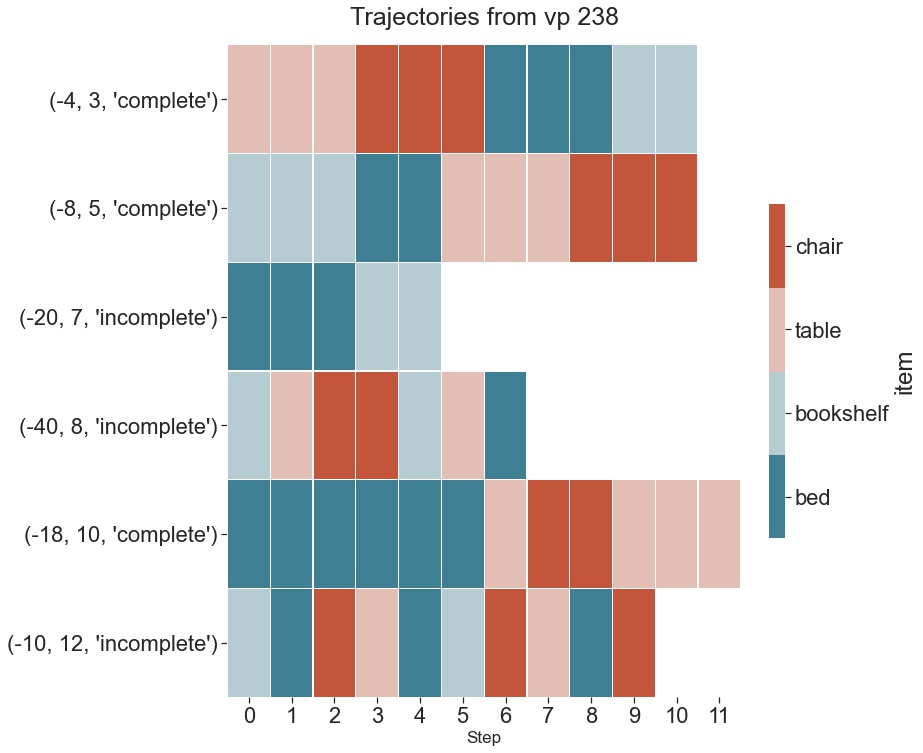 Trajectories from vp 238
(-4, 3, 'complete')
(-8, 5, 'complete')
(-20, 7, 'incomplete')
(-40, 8, 'incomplete')
(-18, 10, 'complete')
(-10, 12, 'incomplete')
0 1 2 3 4 5 6 7 8 9 10 11
Step
chair
table
bookshelf
bed
item